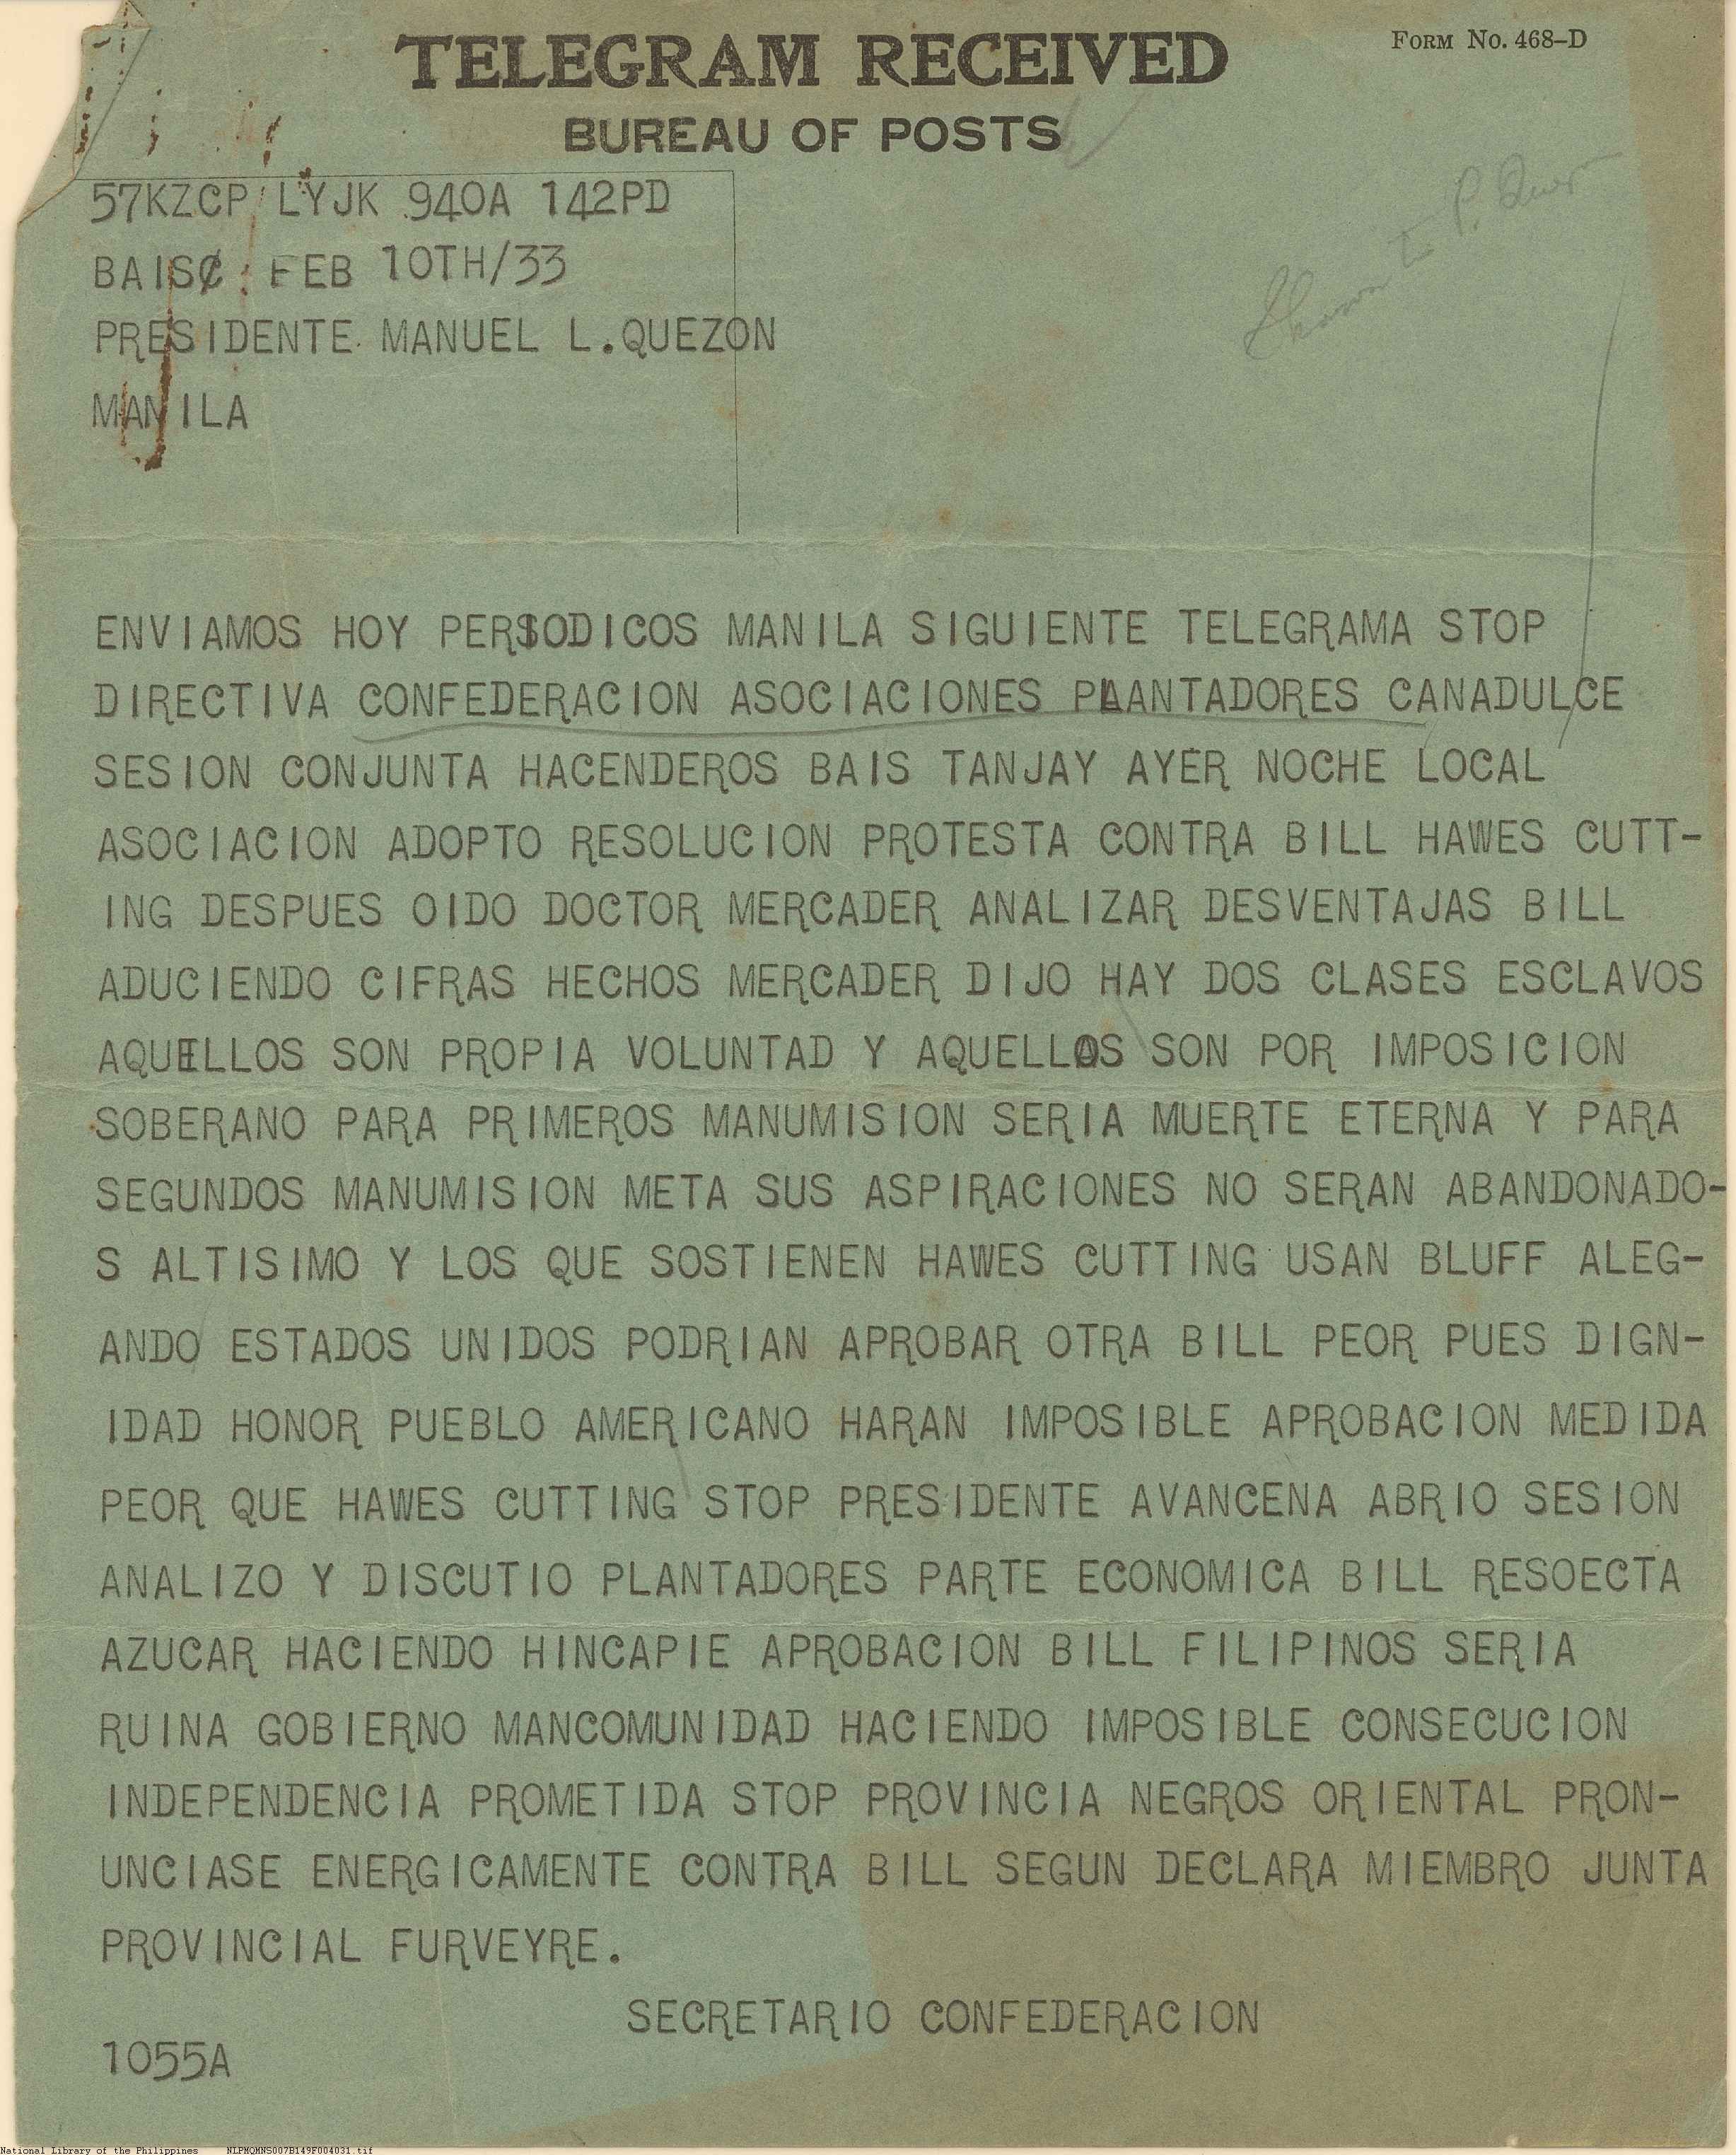 TELEGRAM RECEIVED
FORM NO. 468-D
BUREAU OF POSTS
57KZCP LYJK 940A 142PD
BAIS₵ FEB 10TH/33
PRESIDENTE MANUEL L.QUEZON
MANILA
Shown to P.
ENVIAMOS HOY PERIODICOS MANILA SIGUIENTE TELEGRAMA STOP
DIRECTIVA CONFEDERACION ASOCIACIONES PLANTADORES CANADULCE
SESION CONJUNTA HACENDEROS BAIS TANJAY AYER NOCHE LOCAL
ASOCIACION ADOPTO RESOLUCION PROTESTA CONTRA BILL HAWES CUTT-
ING DESPUES OIDO DOCTOR MERCADER ANALIZAR DESVENTAJAS BILL
ADUCIENDO CIFRAS HECHOS MERCADER DIJO HAY DOS CLASES ESCLAVOS
AQUELLOS SON PROPIA VOLUNTAD Y AQUELLOS SON POR IMPOSICION
SOBERANO PARA PRIMEROS MANUMISION SERIA MUERTE ETERNA Y PARA
SEGUNDOS MANUMISION META SUS ASPIRACIONES NO SERAN ABANDONADO-
S ALTISIMO Y LOS QUE SOSTIENEN HAWES CUTTING USAN BLUFF ALEG-
ANDO ESTADOS UNIDOS PODRIAN APROBAR OTRA BILL PEOR PUES DIGN-
IDAD HONOR PUEBLO AMERICANO HARAN IMPOSIBLE APROBACION MEDIDA
PEOR QUE HAWES CUTTING STOP PRESIDENTE AVANCENA ABRIO SESION
ANALIZO Y DISCUTIO PLANTADORES PARTE ECONOMICA BILL RESOECTA
AZUCAR HACIENDO HINCAPIE APROBACION BILL FILIPINOS SERIA
RUINA GOBIERNO MANCOMUNIDAD HACIENDO IMPOSIBLE CONSECUCION
INDEPENDENCIA PROMETIDA STOP PROVINCIA NEGROS ORIENTAL PRON-
UNCIASE ENERGICAMENTE CONTRA BILL SEGUN DECLARA MIEMBRO JUNTA
PROVINCIAL FURVEYRE.
SECRETARIO CONFEDERACION
1055A
National Library of the Philippines NLPMQMNS007B149F004031.tif